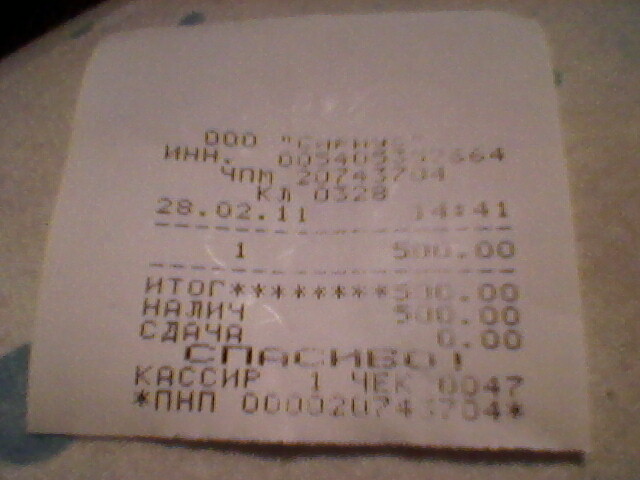 ООО
ИНН.
ЧПМ 20743704
КЛ 0328
28.02.11 14:41
1 500.00
ИТОГ********500.00
НАЛИЧ 500.00
СДАЧА 0.00
СПАСИБО!
КАССИР 1 ЧЕК 0047
*ПНП 000020743704*